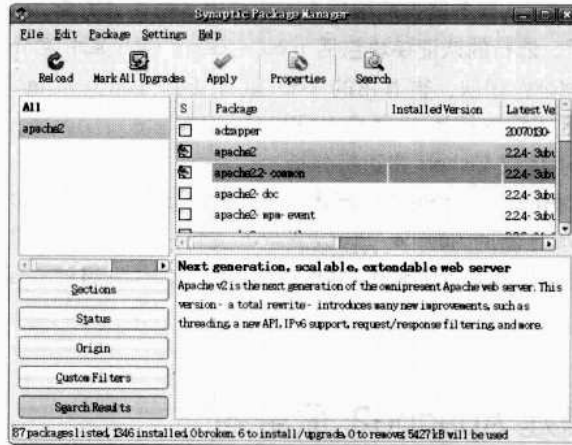 Synaptic Package Manager
File Edit Package Settings Help
Reload Mark All Upgrades Apply Properties Search
All
apache2
S Package Installed Version Latest Ve
adzapper 20070130-
apache2 2.2.4-3ubu
apache2.2-common 2.2.4-3ubu
apache2-doc 2.2.4-3ubu
apache2-mpm-event 2.2.4-3ubu
Sections
Status
Origin
Custom Filters
Search Results
Next generation, scalable, extendable web server
Apache v2 is the next generation of the omnipresent Apache web server. This
version - a total rewrite - introduces many new improvements, such as
threading, a new API, IPv6 support, request/response filtering, and more.
87 packages listed, 1346 installed, 0 broken. 6 to install/upgrade, 0 to remove; 5427 kB will be used